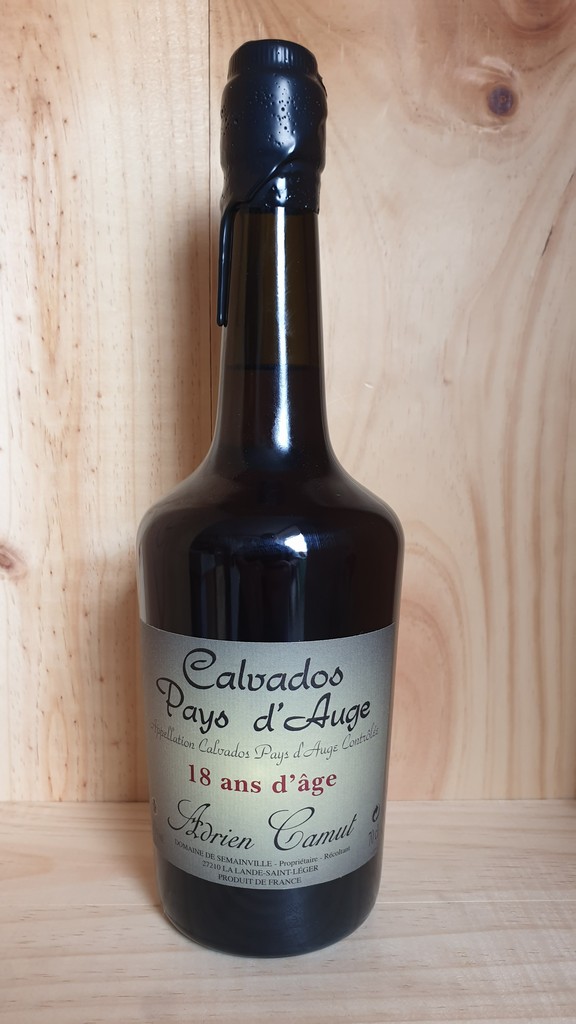 Calvados
Pays d'Auge
Appellation Calvados Pays d'Auge Contrôlée
18 ans d'âge
Adrien Camut
DOMAINE DE SEMAINVILLE - Propriétaire - Récoltant
27210 LA LANDE-SAINT-LÉGER
PRODUIT DE FRANCE